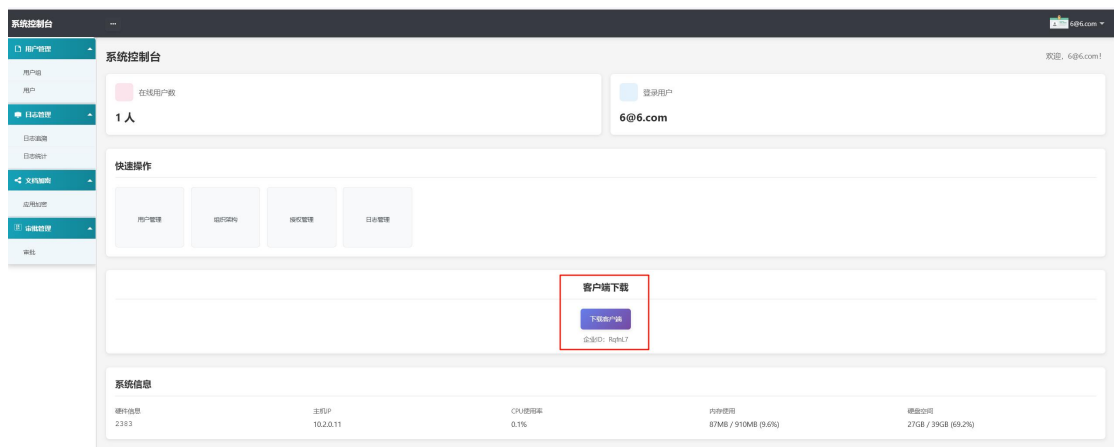 系统控制台 ... 6@6.com
用户管理
用户组
用户
日志管理
日志追溯
日志统计
文档加密
应用加密
审批管理
审批
系统控制台 欢迎, 6@6.com!
在线用户数 登录用户
1 人 6@6.com
快速操作
用户管理 组织架构 授权管理 日志管理
客户端下载
下载客户端
企业ID: RqfnL7
系统信息
硬件信息 主机IP CPU使用率 内存使用 硬盘空间
2383 10.2.0.11 0.1% 87MB / 910MB (9.6%) 27GB / 39GB (69.2%)